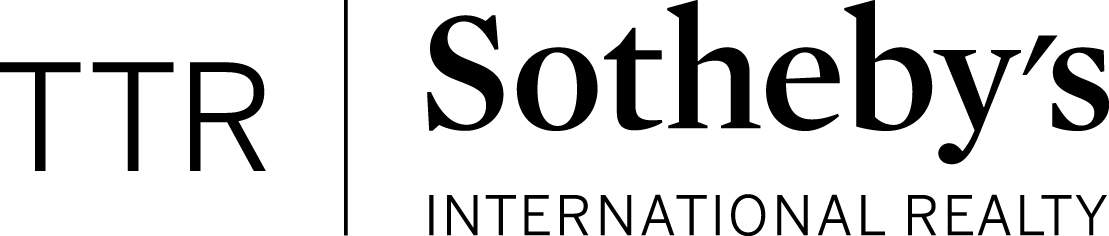 TTR
Sotheby's
INTERNATIONAL REALTY